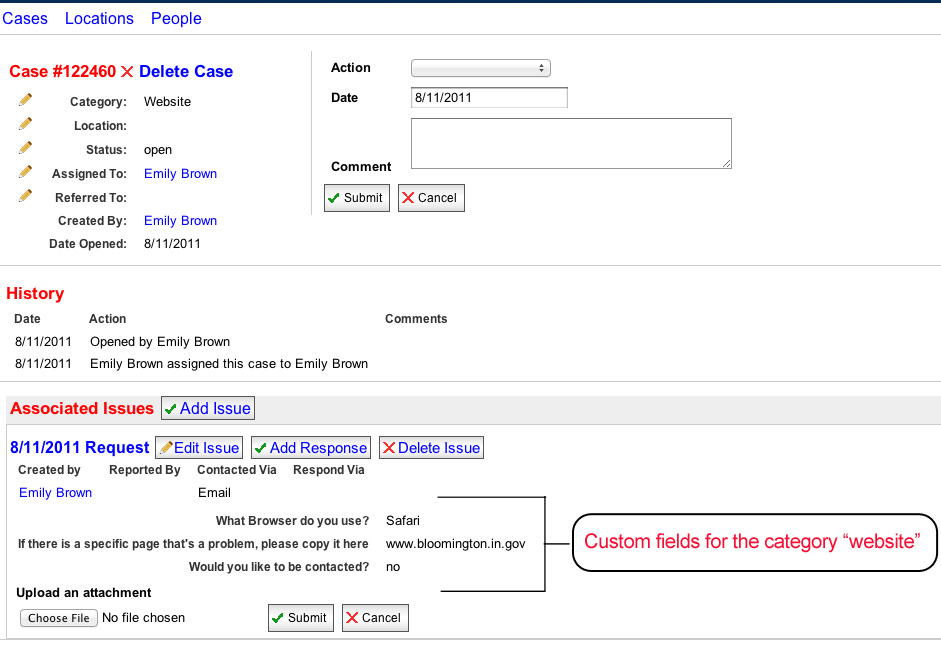 Cases Locations People
Case #122460 Delete Case
Category: Website
Location:
Status: open
Assigned To: Emily Brown
Referred To:
Created By: Emily Brown
Date Opened: 8/11/2011
Action
Date 8/11/2011
Comment
Submit Cancel
History
Date Action Comments
8/11/2011 Opened by Emily Brown
8/11/2011 Emily Brown assigned this case to Emily Brown
Associated Issues Add Issue
8/11/2011 Request Edit Issue Add Response Delete Issue
Created by Reported By Contacted Via Respond Via
Emily Brown Email
What Browser do you use? Safari
If there is a specific page that's a problem, please copy it here www.bloomington.in.gov
Would you like to be contacted? no
Custom fields for the category “website”
Upload an attachment
Choose File No file chosen Submit Cancel